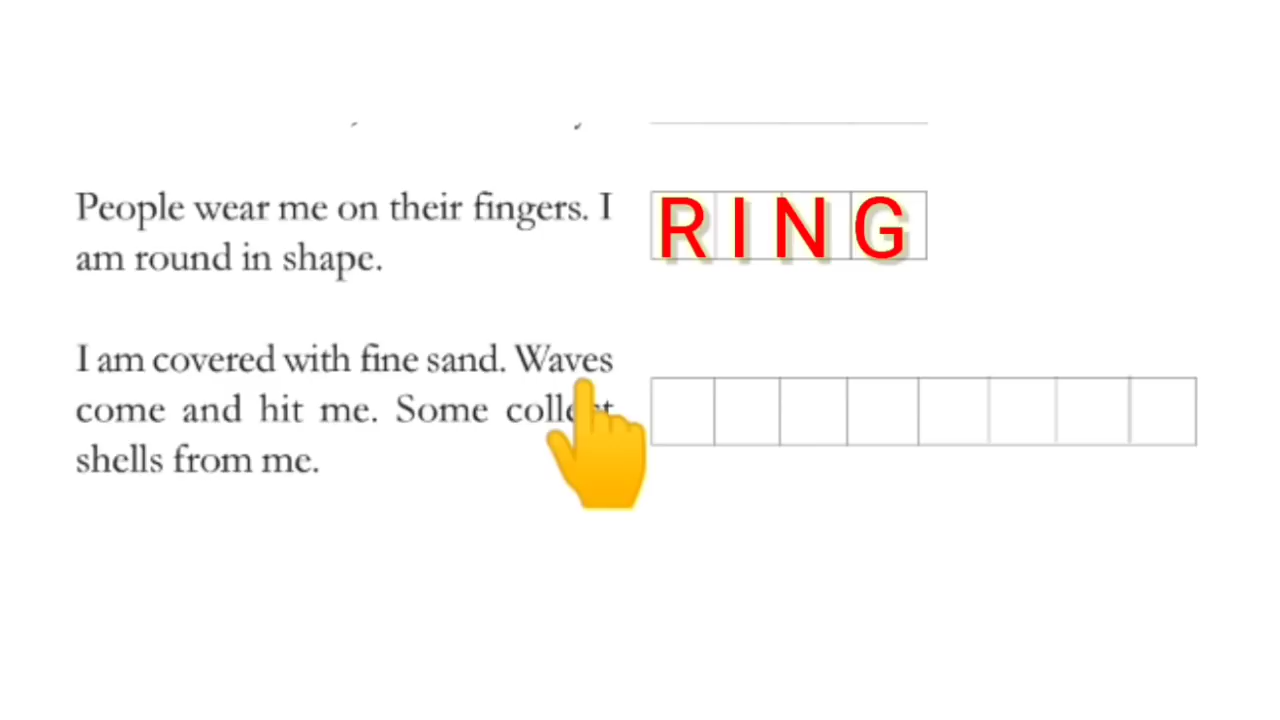 People wear me on their fingers. I
am round in shape.
RING
I am covered with fine sand. Waves
come and hit me. Some collect
shells from me.